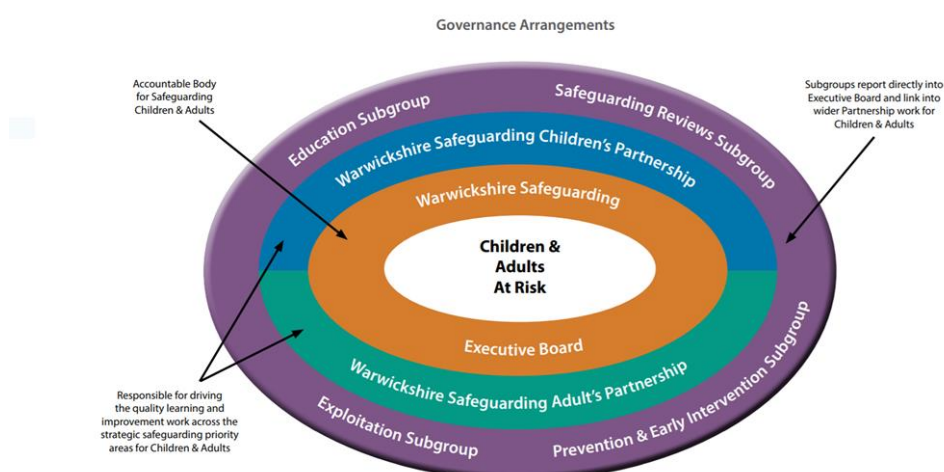 Governance Arrangements
Accountable Body
for Safeguarding
Children & Adults
Subgroups report directly into
Executive Board and link into
wider Partnership work for
Children & Adults
Education Subgroup
Safeguarding Reviews Subgroup
Warwickshire Safeguarding Children's Partnership
Warwickshire Safeguarding
Children &
Adults
At Risk
Executive Board
Warwickshire Safeguarding Adult's Partnership
Exploitation Subgroup
Prevention & Early Intervention Subgroup
Responsible for driving
the quality learning and
improvement work across the
strategic safeguarding priority
areas for Children & Adults